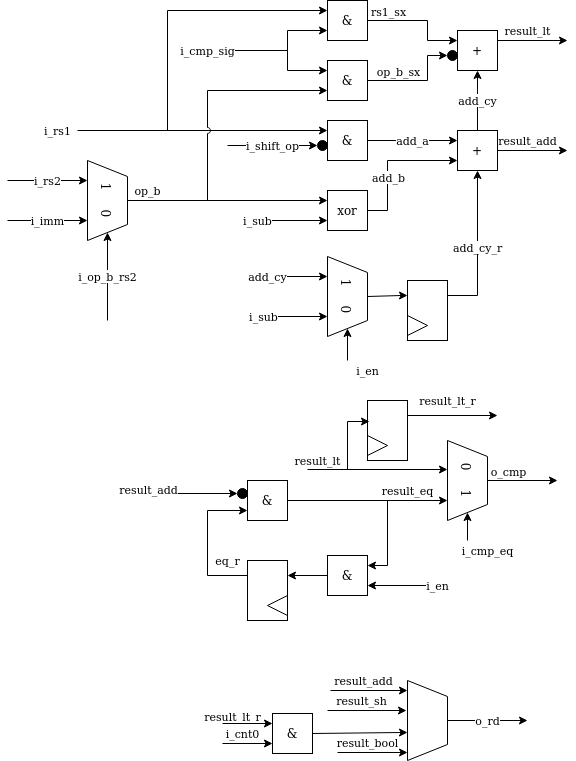 & rs1_sx
result_lt
i_cmp_sig
+
& op_b_sx
add_cy
i_rs1
i_shift_op & add_a + result_add
i_rs2 add_b
1 op_b
i_imm 0 xor
i_sub
add_cy_r
i_op_b_rs2 add_cy 1
i_sub 0
i_en
result_lt_r
result_lt 0 o_cmp
result_add & result_eq 1
i_cmp_eq
eq_r & i_en
result_add
result_sh
result_lt_r o_rd
i_cnt0 &
result_bool